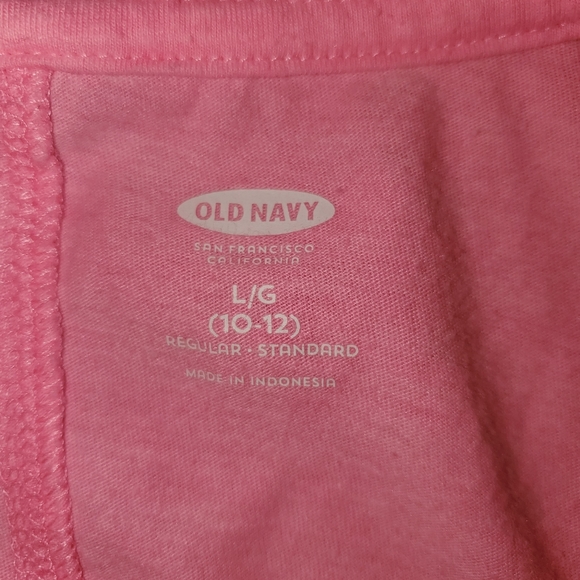 OLD NAVY
SAN FRANCISCO
CALIFORNIA
L/G
(10-12)
REGULAR · STANDARD
MADE IN INDONESIA